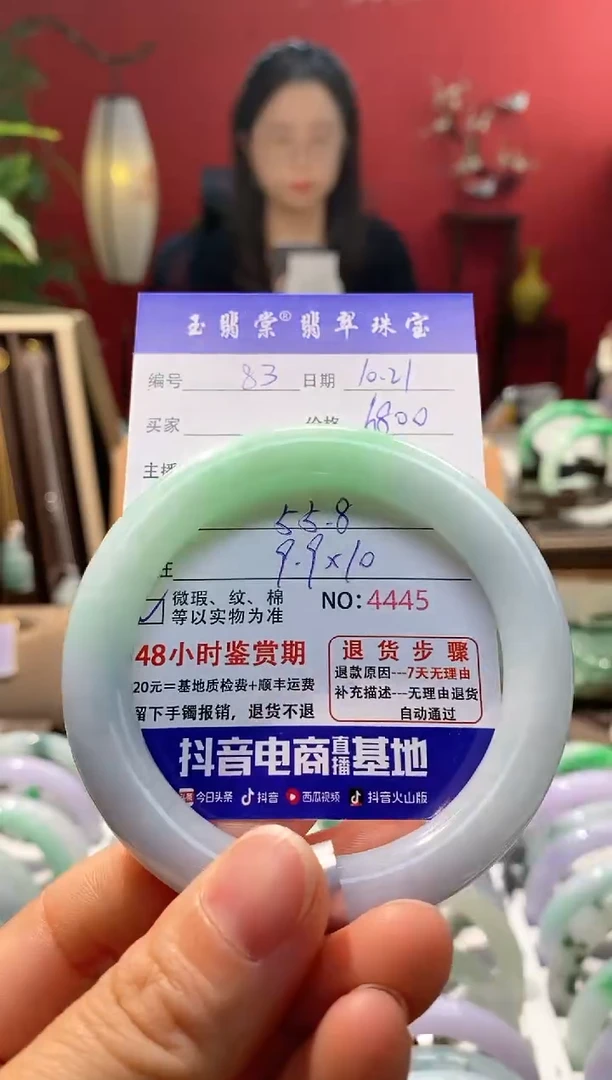 玉翡棠®翡翠珠宝
编号 83 日期 10.21
买家 价格 6800
主播
55.8
9.9×10
微瑕、纹、棉
等以实物为准
NO:4445
48小时鉴赏期
20元=基地质检费+顺丰运费
留下手镯报销,退货不退
退货步骤
退款原因---7天无理由
补充描述---无理由退货
自动通过
抖音电商直播基地
头条 今日头条 抖音 西瓜视频 抖音火山版